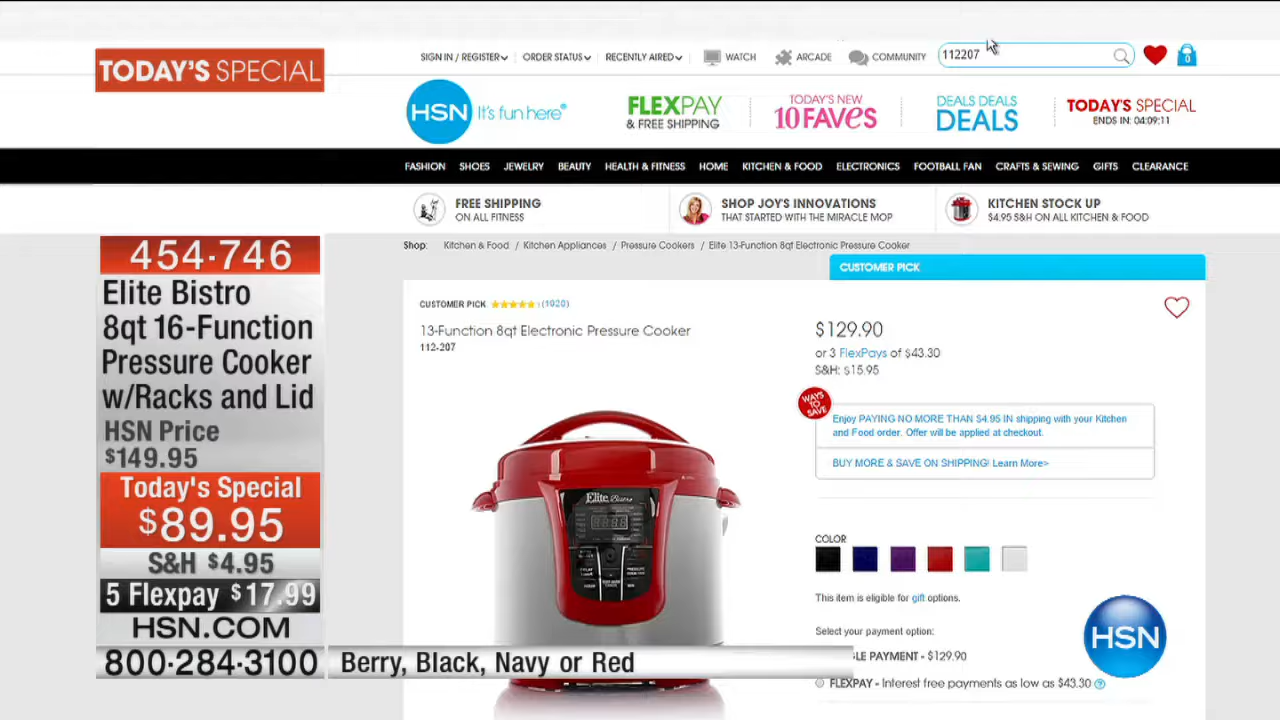 TODAY'S SPECIAL
SIGN IN / REGISTER
ORDER STATUS
RECENTLY AIRED
WATCH
ARCADE
COMMUNITY
112207
0
HSN It's fun here®
FLEXPAY
& FREE SHIPPING
TODAY'S NEW
10 FAVES
DEALS DEALS
DEALS
TODAY'S SPECIAL
ENDS IN: 04:09:11
FASHION SHOES JEWELRY BEAUTY HEALTH & FITNESS HOME KITCHEN & FOOD ELECTRONICS FOOTBALL FAN CRAFTS & SEWING GIFTS CLEARANCE
FREE SHIPPING
ON ALL FITNESS
SHOP JOY'S INNOVATIONS
THAT STARTED WITH THE MIRACLE MOP
KITCHEN STOCK UP
$4.95 S&H ON ALL KITCHEN & FOOD
Shop: Kitchen & Food / Kitchen Appliances / Pressure Cookers / Elite 13-Function 8qt Electronic Pressure Cooker
454-746
Elite Bistro
8qt 16-Function
Pressure Cooker
w/Racks and Lid
HSN Price
$149.95
Today's Special
$89.95
S&H $4.95
5 Flexpay $17.99
HSN.COM
800-284-3100
Berry, Black, Navy or Red
CUSTOMER PICK
CUSTOMER PICK (1020)
13-Function 8qt Electronic Pressure Cooker
112-207
Elite Bistro
$129.90
or 3 FlexPays of $43.30
S&H: $15.95
WAYS TO SAVE
Enjoy PAYING NO MORE THAN $4.95 IN shipping with your Kitchen
and Food order. Offer will be applied at checkout.
BUY MORE & SAVE ON SHIPPING! Learn More>
COLOR
This item is eligible for gift options.
Select your payment option:
LE PAYMENT - $129.90
FLEXPAY - Interest free payments as low as $43.30
HSN